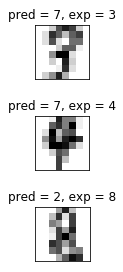 pred = 7, exp = 3
pred = 7, exp = 4
pred = 2, exp = 8